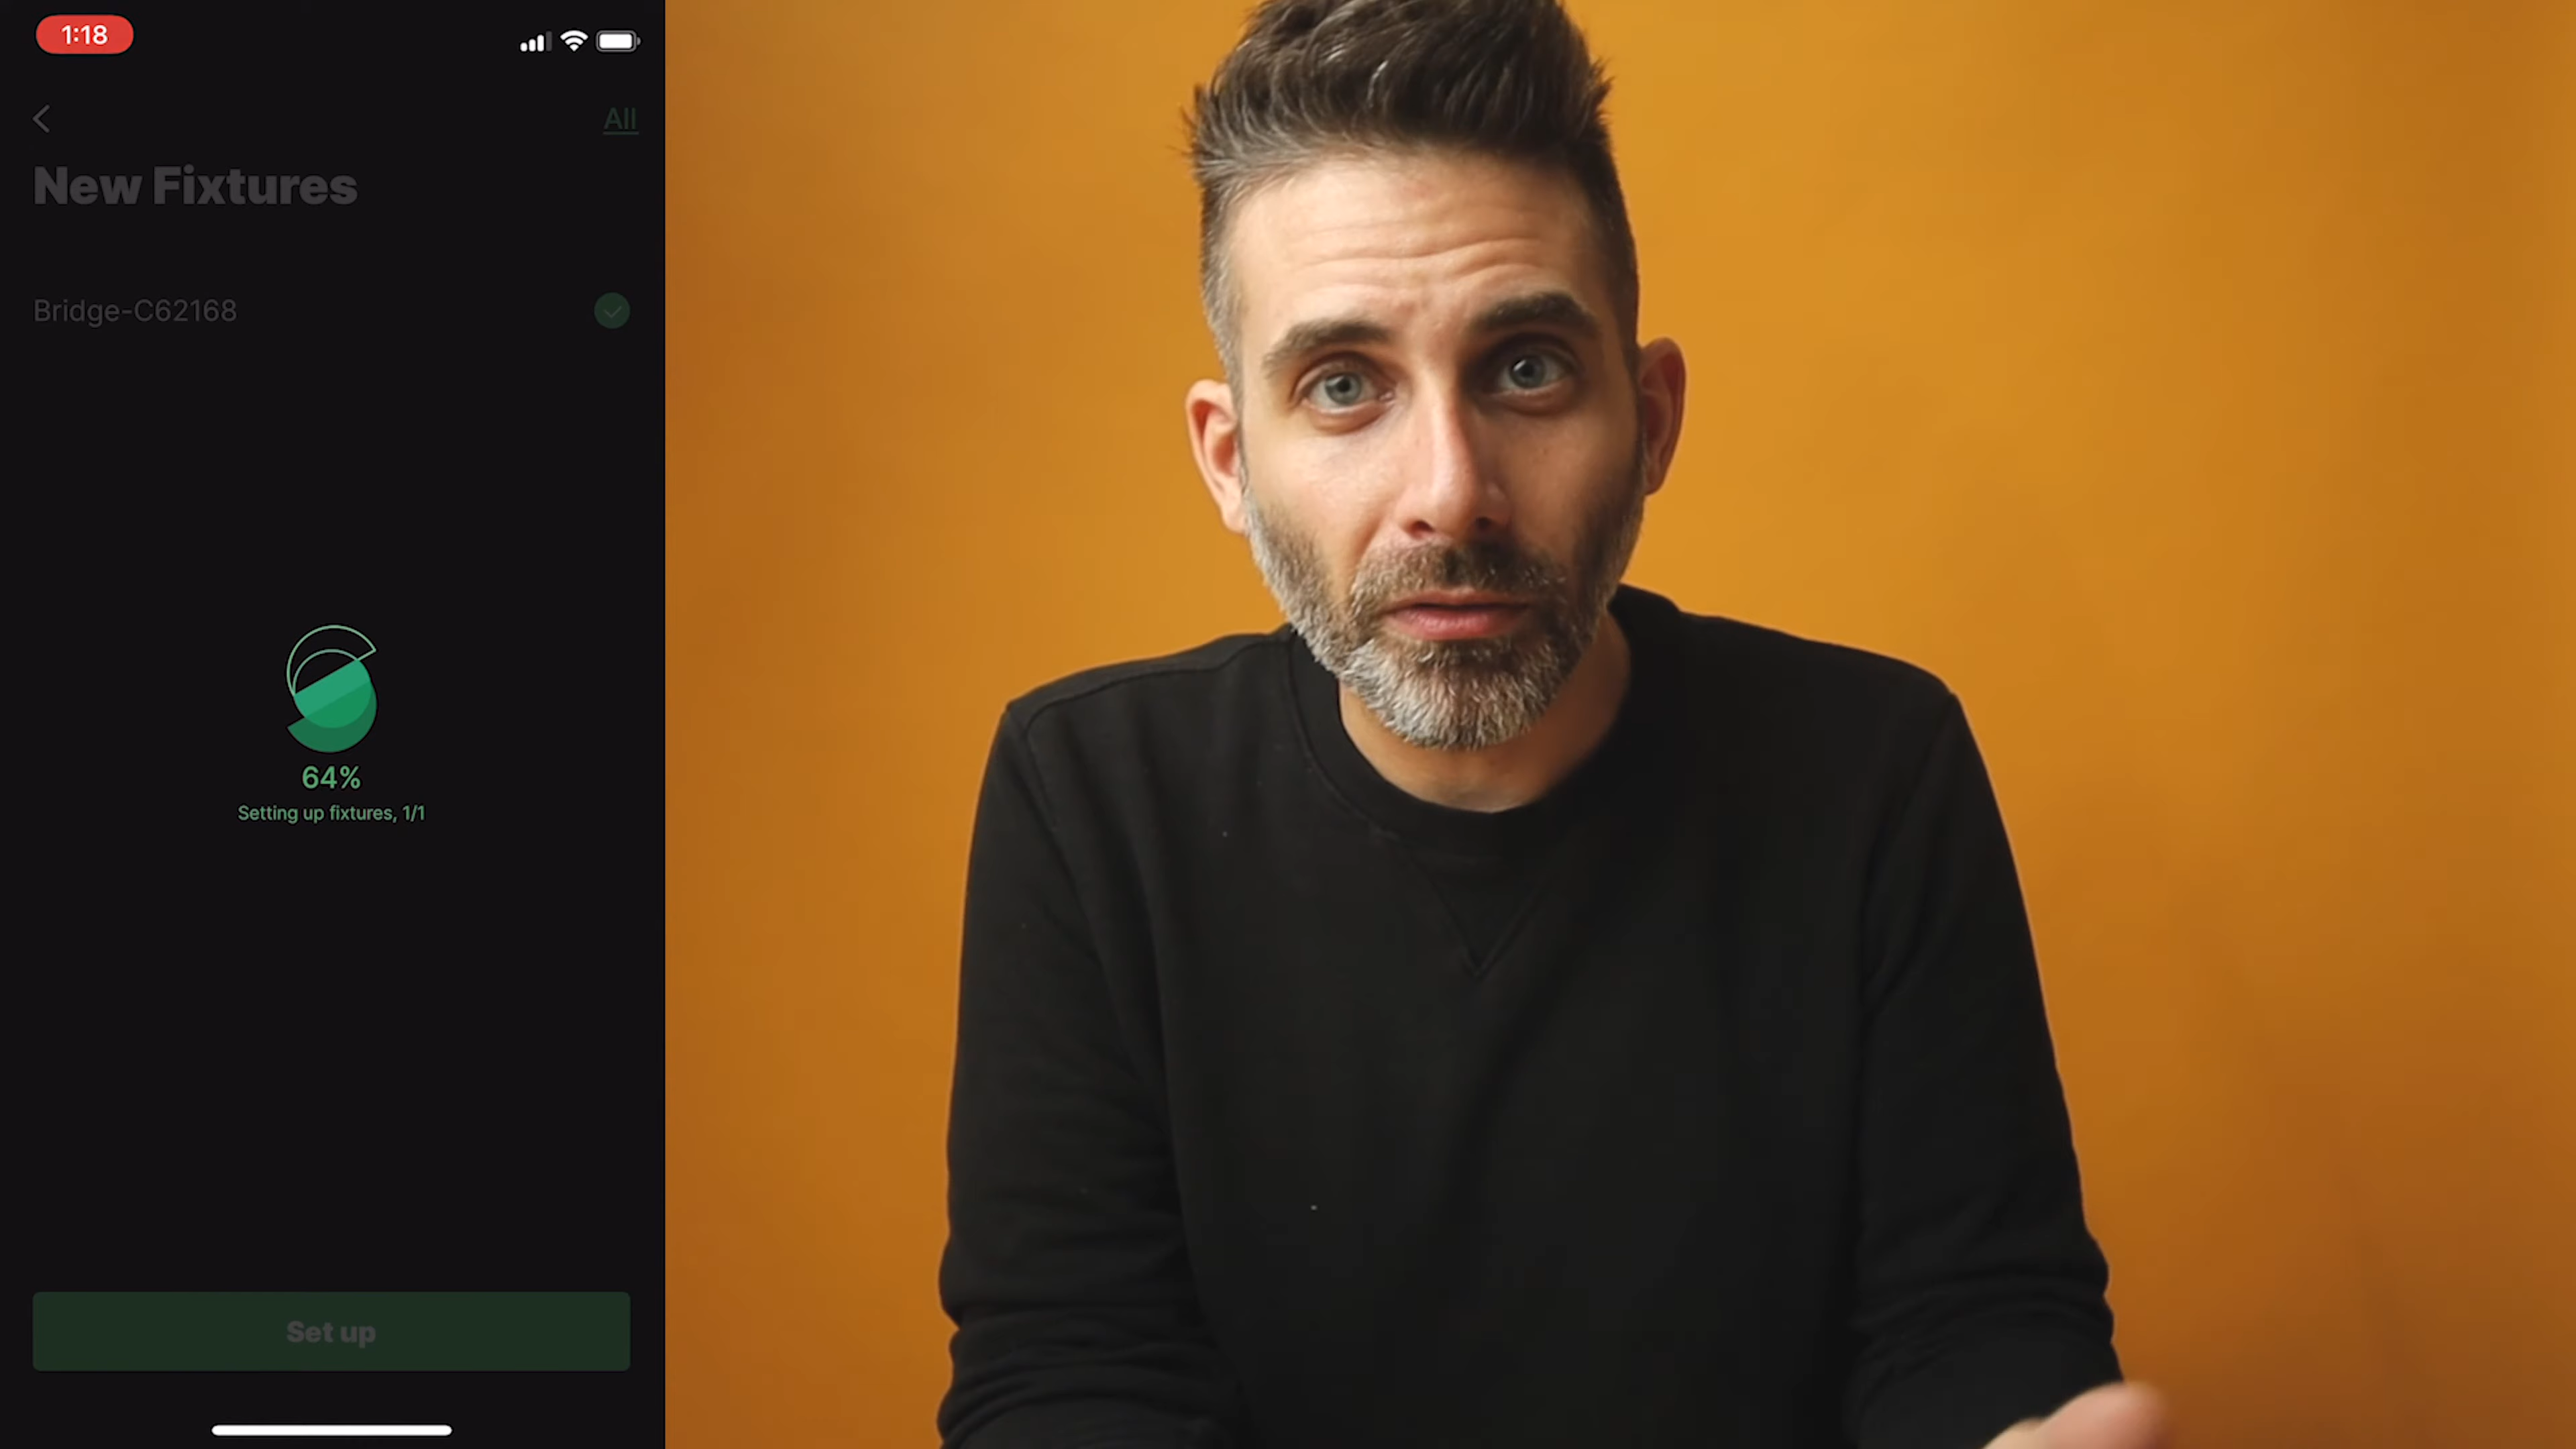 1:18
All
New Fixtures
Bridge-C62168
64%
Setting up fixtures, 1/1
Set up